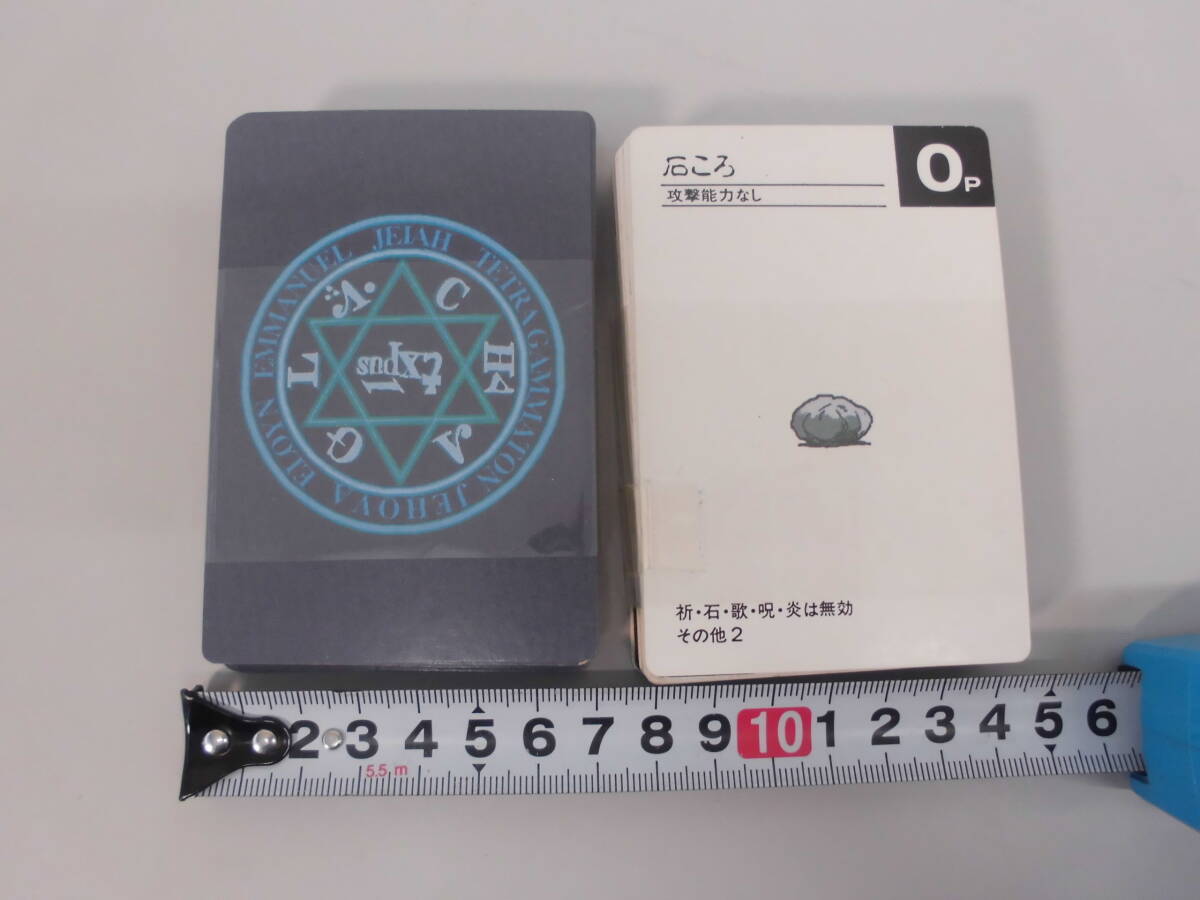 EMMANUEL JEIAH TETRAGAMMATON JEHOVA ELOYN
A C H A A Q L
石ころ
攻撃能力なし
0P
祈・石・歌・呪・炎は無効
その他2
2 3 4 5 6 7 8 9 10 1 2 3 4 5 6
5.5 m